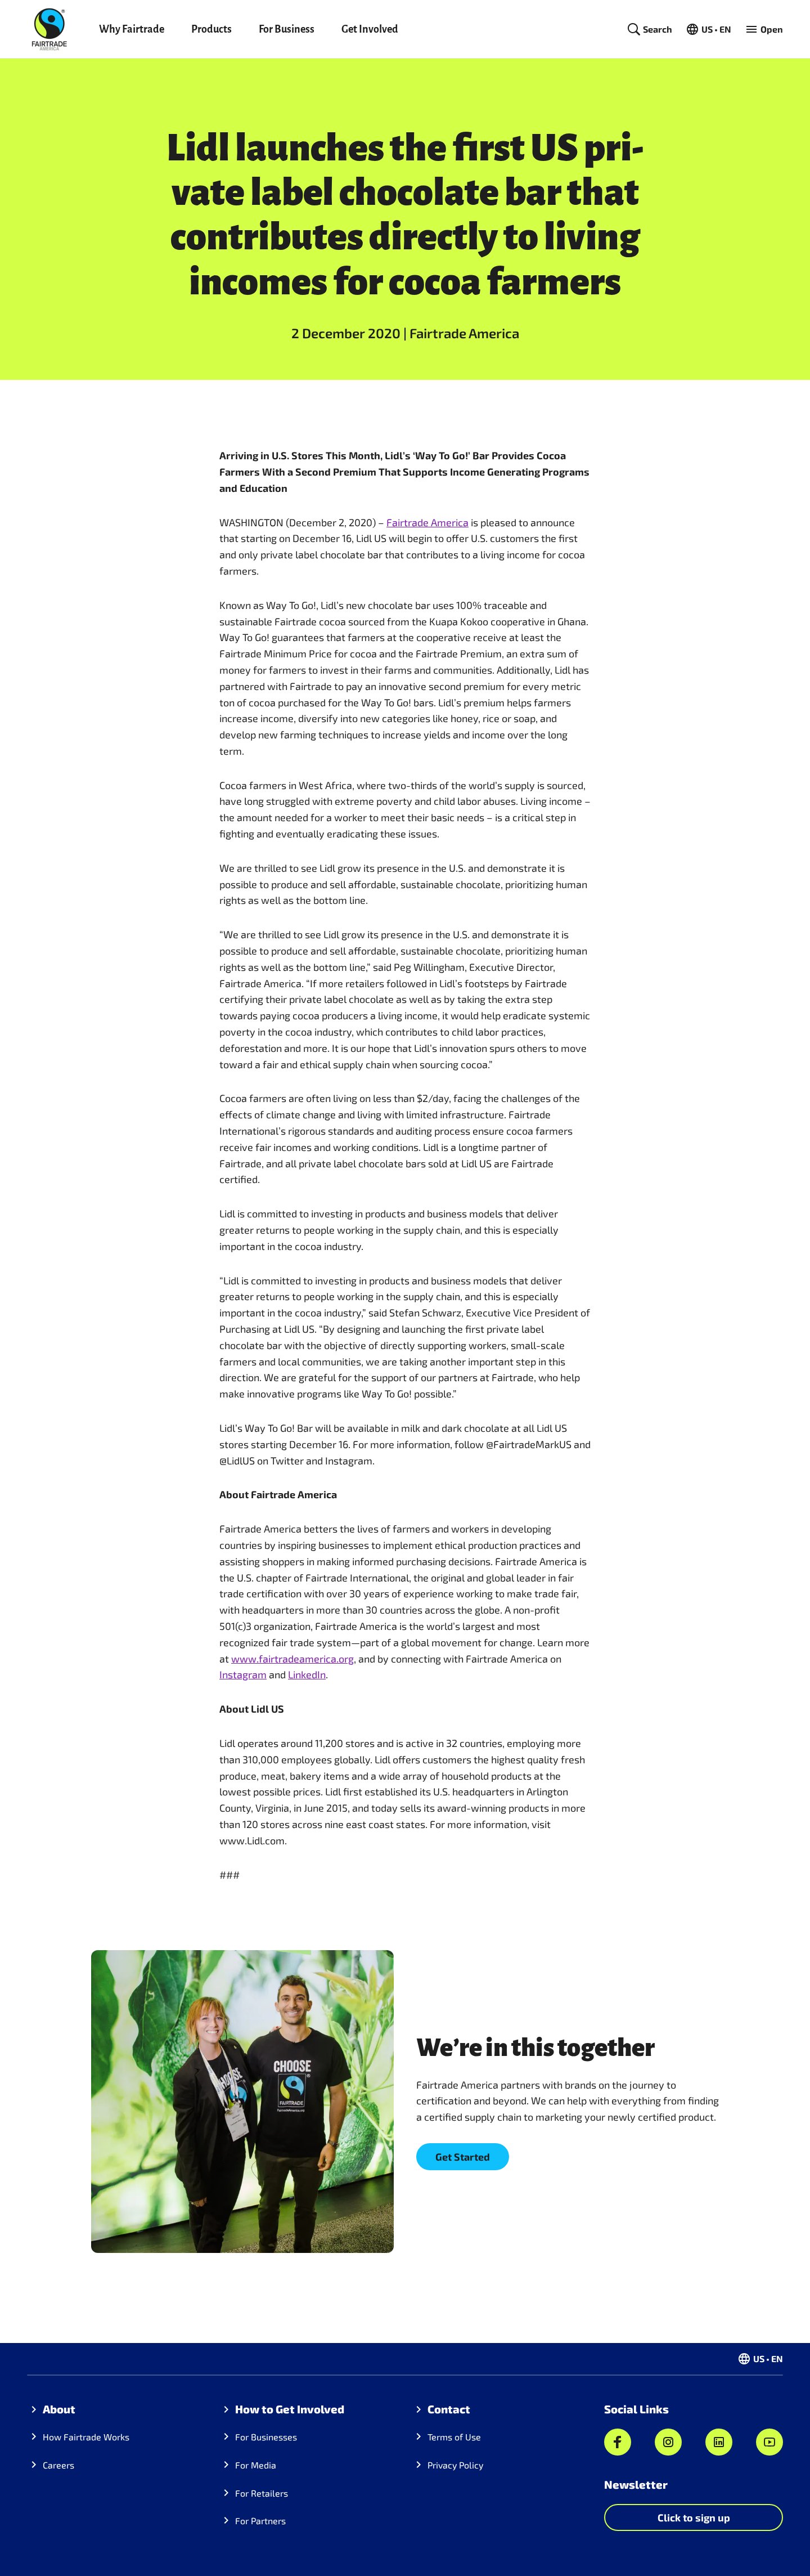 FAIRTRADE
AMERICA
Why Fairtrade
Products
For Business
Get Involved
Search
US • EN
Open
Lidl launches the first US pri-
vate label chocolate bar that
contributes directly to living
incomes for cocoa farmers
2 December 2020 | Fairtrade America
Arriving in U.S. Stores This Month, Lidl’s ‘Way To Go!’ Bar Provides Cocoa
Farmers With a Second Premium That Supports Income Generating Programs
and Education
WASHINGTON (December 2, 2020) – Fairtrade America is pleased to announce
that starting on December 16, Lidl US will begin to offer U.S. customers the first
and only private label chocolate bar that contributes to a living income for cocoa
farmers.
Known as Way To Go!, Lidl’s new chocolate bar uses 100% traceable and
sustainable Fairtrade cocoa sourced from the Kuapa Kokoo cooperative in Ghana.
Way To Go! guarantees that farmers at the cooperative receive at least the
Fairtrade Minimum Price for cocoa and the Fairtrade Premium, an extra sum of
money for farmers to invest in their farms and communities. Additionally, Lidl has
partnered with Fairtrade to pay an innovative second premium for every metric
ton of cocoa purchased for the Way To Go! bars. Lidl’s premium helps farmers
increase income, diversify into new categories like honey, rice or soap, and
develop new farming techniques to increase yields and income over the long
term.
Cocoa farmers in West Africa, where two-thirds of the world’s supply is sourced,
have long struggled with extreme poverty and child labor abuses. Living income –
the amount needed for a worker to meet their basic needs – is a critical step in
fighting and eventually eradicating these issues.
We are thrilled to see Lidl grow its presence in the U.S. and demonstrate it is
possible to produce and sell affordable, sustainable chocolate, prioritizing human
rights as well as the bottom line.
“We are thrilled to see Lidl grow its presence in the U.S. and demonstrate it is
possible to produce and sell affordable, sustainable chocolate, prioritizing human
rights as well as the bottom line,” said Peg Willingham, Executive Director,
Fairtrade America. “If more retailers followed in Lidl’s footsteps by Fairtrade
certifying their private label chocolate as well as by taking the extra step
towards paying cocoa producers a living income, it would help eradicate systemic
poverty in the cocoa industry, which contributes to child labor practices,
deforestation and more. It is our hope that Lidl’s innovation spurs others to move
toward a fair and ethical supply chain when sourcing cocoa.”
Cocoa farmers are often living on less than $2/day, facing the challenges of the
effects of climate change and living with limited infrastructure. Fairtrade
International’s rigorous standards and auditing process ensure cocoa farmers
receive fair incomes and working conditions. Lidl is a longtime partner of
Fairtrade, and all private label chocolate bars sold at Lidl US are Fairtrade
certified.
Lidl is committed to investing in products and business models that deliver
greater returns to people working in the supply chain, and this is especially
important in the cocoa industry.
“Lidl is committed to investing in products and business models that deliver
greater returns to people working in the supply chain, and this is especially
important in the cocoa industry,” said Stefan Schwarz, Executive Vice President of
Purchasing at Lidl US. “By designing and launching the first private label
chocolate bar with the objective of directly supporting workers, small-scale
farmers and local communities, we are taking another important step in this
direction. We are grateful for the support of our partners at Fairtrade, who help
make innovative programs like Way To Go! possible.”
Lidl’s Way To Go! Bar will be available in milk and dark chocolate at all Lidl US
stores starting December 16. For more information, follow @FairtradeMarkUS and
@LidlUS on Twitter and Instagram.
About Fairtrade America
Fairtrade America betters the lives of farmers and workers in developing
countries by inspiring businesses to implement ethical production practices and
assisting shoppers in making informed purchasing decisions. Fairtrade America is
the U.S. chapter of Fairtrade International, the original and global leader in fair
trade certification with over 30 years of experience working to make trade fair,
with headquarters in more than 30 countries across the globe. A non-profit
501(c)3 organization, Fairtrade America is the world’s largest and most
recognized fair trade system—part of a global movement for change. Learn more
at www.fairtradeamerica.org, and by connecting with Fairtrade America on
Instagram and LinkedIn.
About Lidl US
Lidl operates around 11,200 stores and is active in 32 countries, employing more
than 310,000 employees globally. Lidl offers customers the highest quality fresh
produce, meat, bakery items and a wide array of household products at the
lowest possible prices. Lidl first established its U.S. headquarters in Arlington
County, Virginia, in June 2015, and today sells its award-winning products in more
than 120 stores across nine east coast states. For more information, visit
www.Lidl.com.
###
CHOOSE
FAIRTRADE
We’re in this together
Fairtrade America partners with brands on the journey to
certification and beyond. We can help with everything from finding
a certified supply chain to marketing your newly certified product.
Get Started
US • EN
About
How Fairtrade Works
Careers
How to Get Involved
For Businesses
For Media
For Retailers
For Partners
Contact
Terms of Use
Privacy Policy
Social Links
Newsletter
Click to sign up